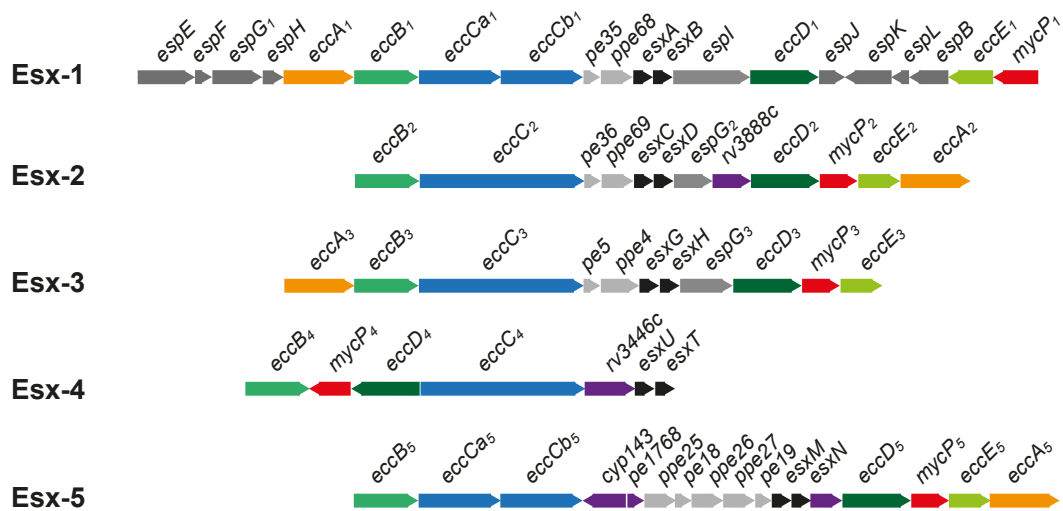 espE espF espG₁ espH eccA₁ eccB₁ eccCa₁ eccCb₁ pe35 ppe68 esxA esxB espI eccD₁ espJ espK espL espB eccE₁ mycP₁
Esx-1
eccB₂ eccC₂ pe36 ppe69 esxC esxD espG₂ rv3888c eccD₂ mycP₂ eccE₂ eccA₂
Esx-2
eccA₃ eccB₃ eccC₃ pe5 ppe4 esxG esxH espG₃ eccD₃ mycP₃ eccE₃
Esx-3
eccB₄ mycP₄ eccD₄ eccC₄ rv3446c esxU esxT
Esx-4
eccB₅ eccCa₅ eccCb₅ cyp143 pe1768 ppe25 pe18 ppe26 ppe27 pe19 esxM esxN eccD₅ mycP₅ eccE₅ eccA₅
Esx-5